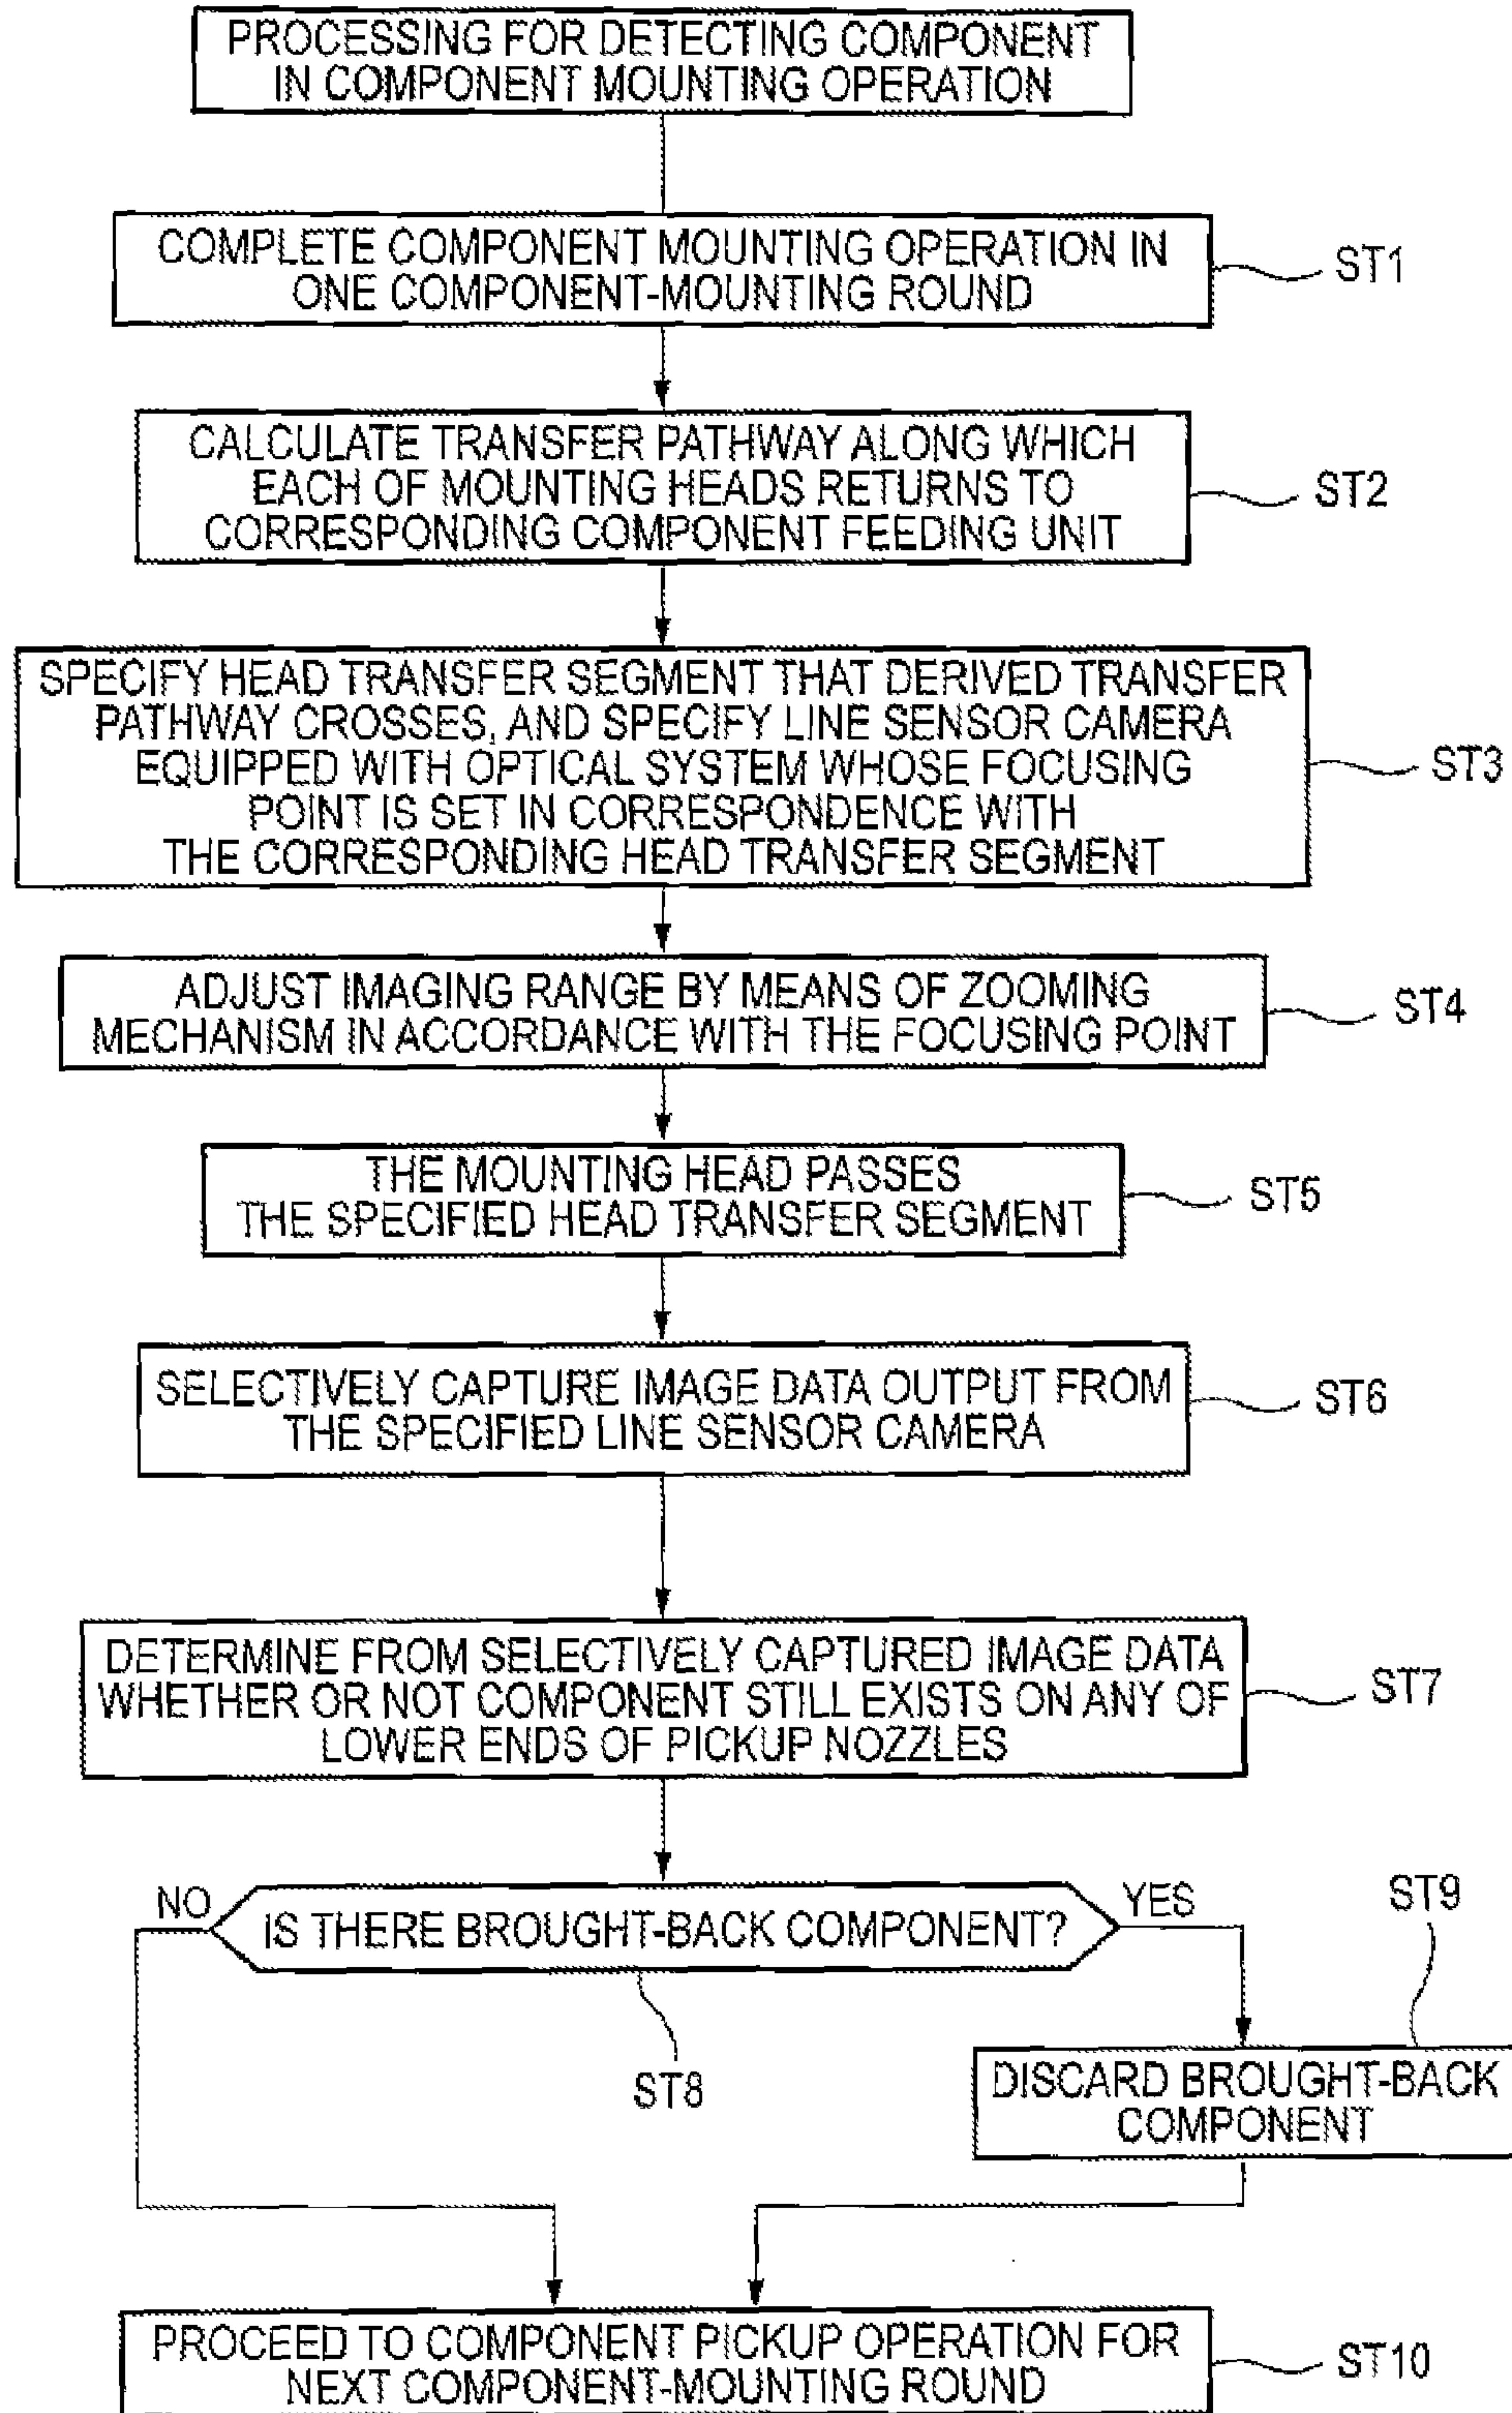 PROCESSING FOR DETECTING COMPONENT
IN COMPONENT MOUNTING OPERATION
COMPLETE COMPONENT MOUNTING OPERATION IN
ONE COMPONENT-MOUNTING ROUND
ST1
CALCULATE TRANSFER PATHWAY ALONG WHICH
EACH OF MOUNTING HEADS RETURNS TO
CORRESPONDING COMPONENT FEEDING UNIT
ST2
SPECIFY HEAD TRANSFER SEGMENT THAT DERIVED TRANSFER
PATHWAY CROSSES, AND SPECIFY LINE SENSOR CAMERA
EQUIPPED WITH OPTICAL SYSTEM WHOSE FOCUSING
POINT IS SET IN CORRESPONDENCE WITH
THE CORRESPONDING HEAD TRANSFER SEGMENT
ST3
ADJUST IMAGING RANGE BY MEANS OF ZOOMING
MECHANISM IN ACCORDANCE WITH THE FOCUSING POINT
ST4
THE MOUNTING HEAD PASSES
THE SPECIFIED HEAD TRANSFER SEGMENT
ST5
SELECTIVELY CAPTURE IMAGE DATA OUTPUT FROM
THE SPECIFIED LINE SENSOR CAMERA
ST6
DETERMINE FROM SELECTIVELY CAPTURED IMAGE DATA
WHETHER OR NOT COMPONENT STILL EXISTS ON ANY OF
LOWER ENDS OF PICKUP NOZZLES
ST7
NO
IS THERE BROUGHT-BACK COMPONENT?
YES
ST9
ST8
DISCARD BROUGHT-BACK
COMPONENT
PROCEED TO COMPONENT PICKUP OPERATION FOR
NEXT COMPONENT-MOUNTING ROUND
ST10